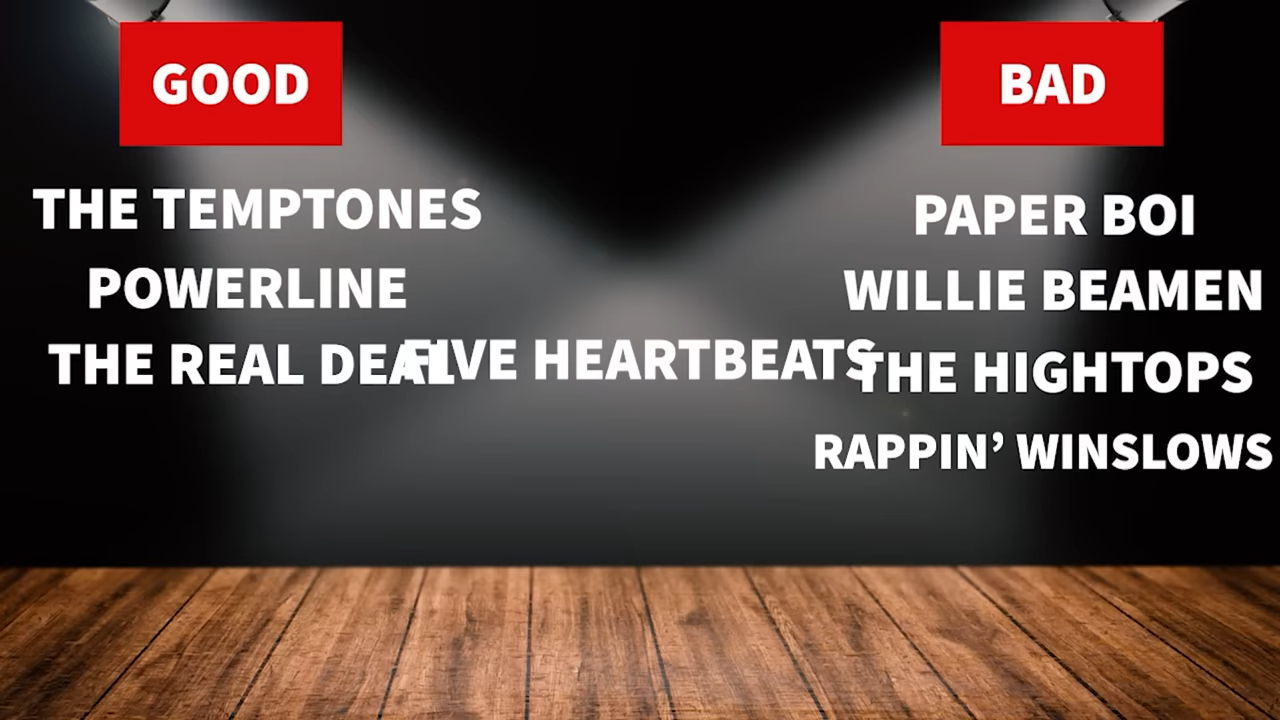 GOOD
BAD
THE TEMPTONES
PAPER BOI
POWERLINE
WILLIE BEAMEN
THE REAL DEAL
FIVE HEARTBEATS
THE HIGHTOPS
RAPPIN’ WINSLOWS